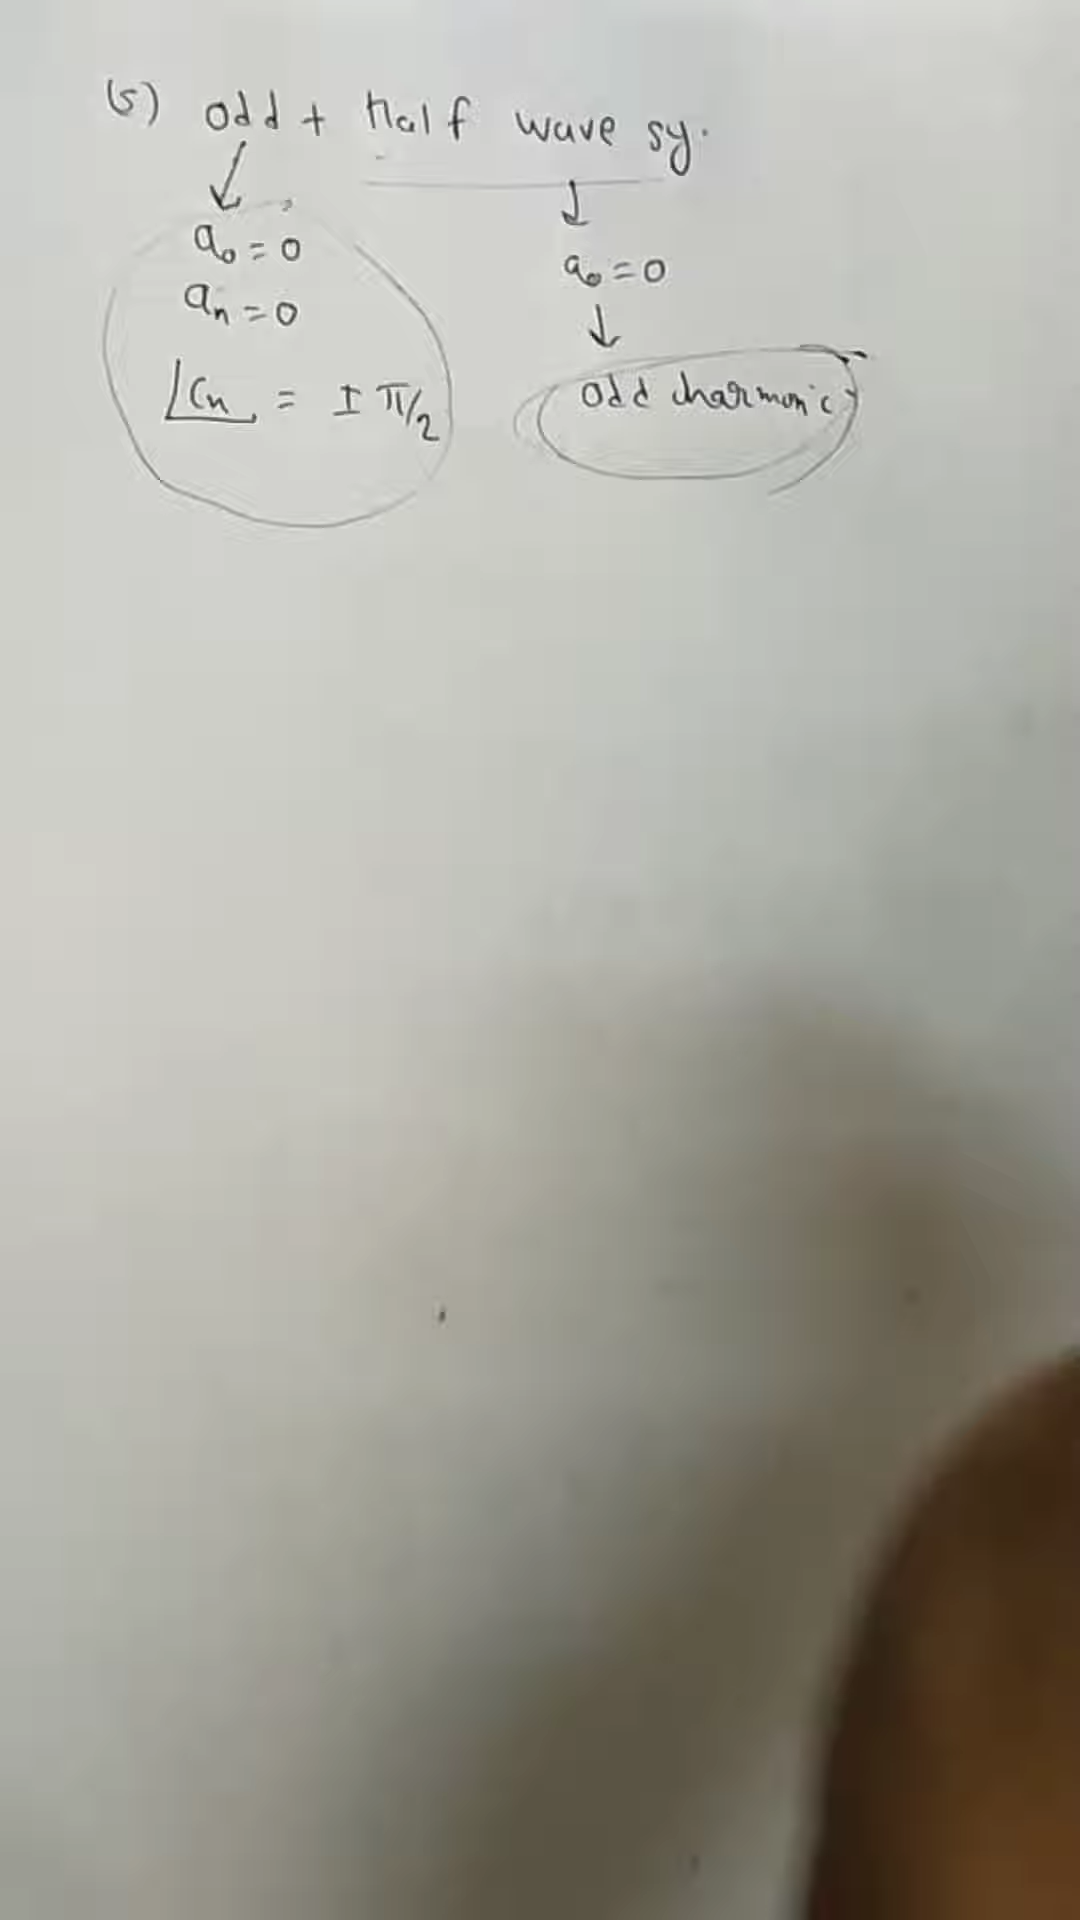 (5) odd + Half wave sy.
↓ ↓
a₀ = 0
aₙ = 0
∠Cₙ = ± π/2
a₀ = 0
↓
odd harmonic